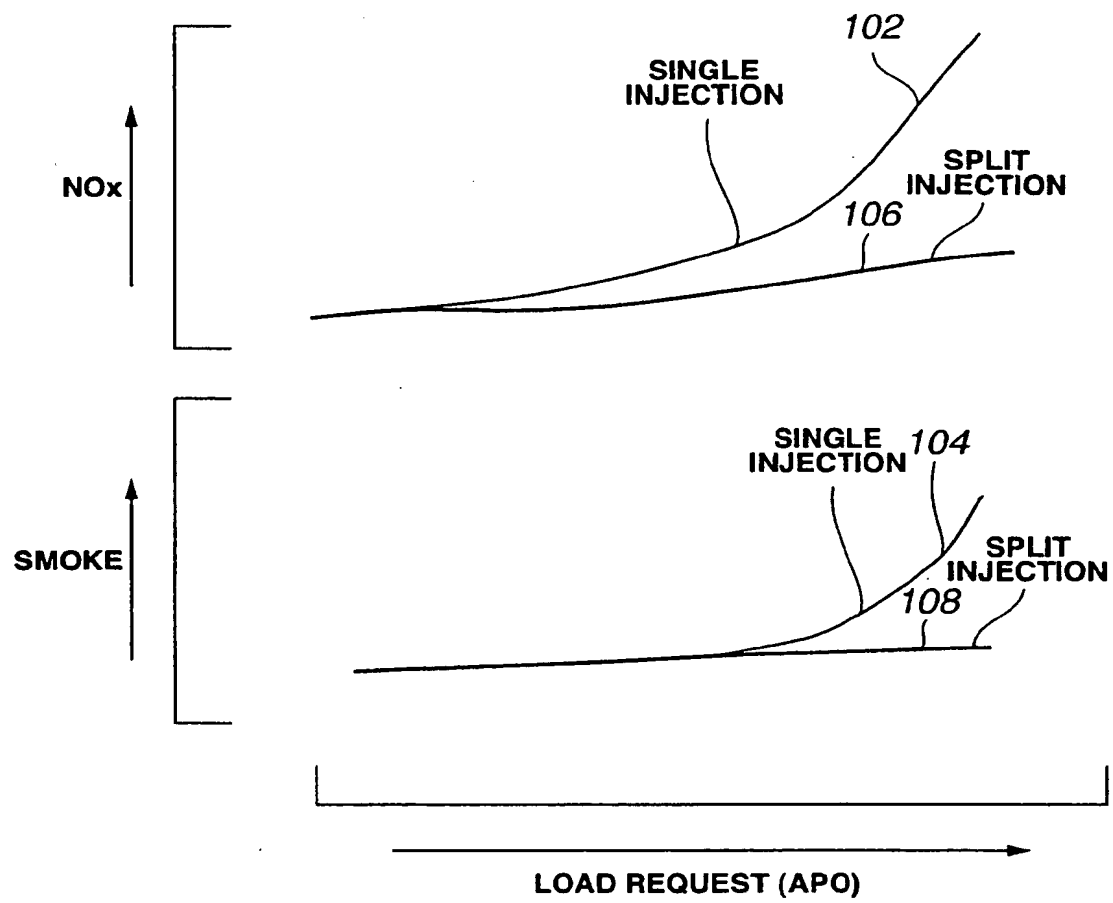 102
SINGLE
INJECTION
SPLIT
INJECTION
NOx
106
SINGLE
INJECTION
104
SPLIT
INJECTION
SMOKE
108
LOAD REQUEST (APO)